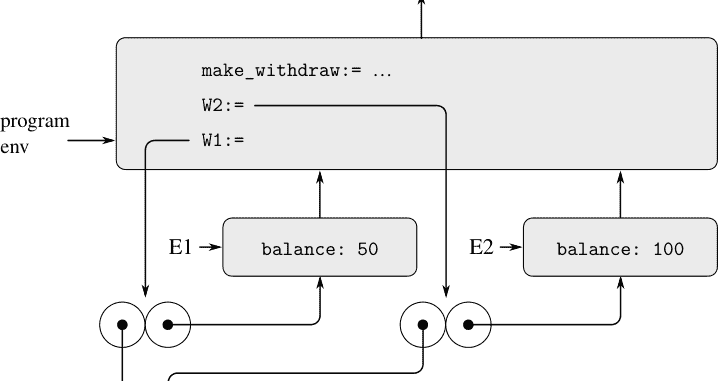 make_withdraw:= ...
W2:=
program
env
W1:=
E1
balance: 50
E2
balance: 100